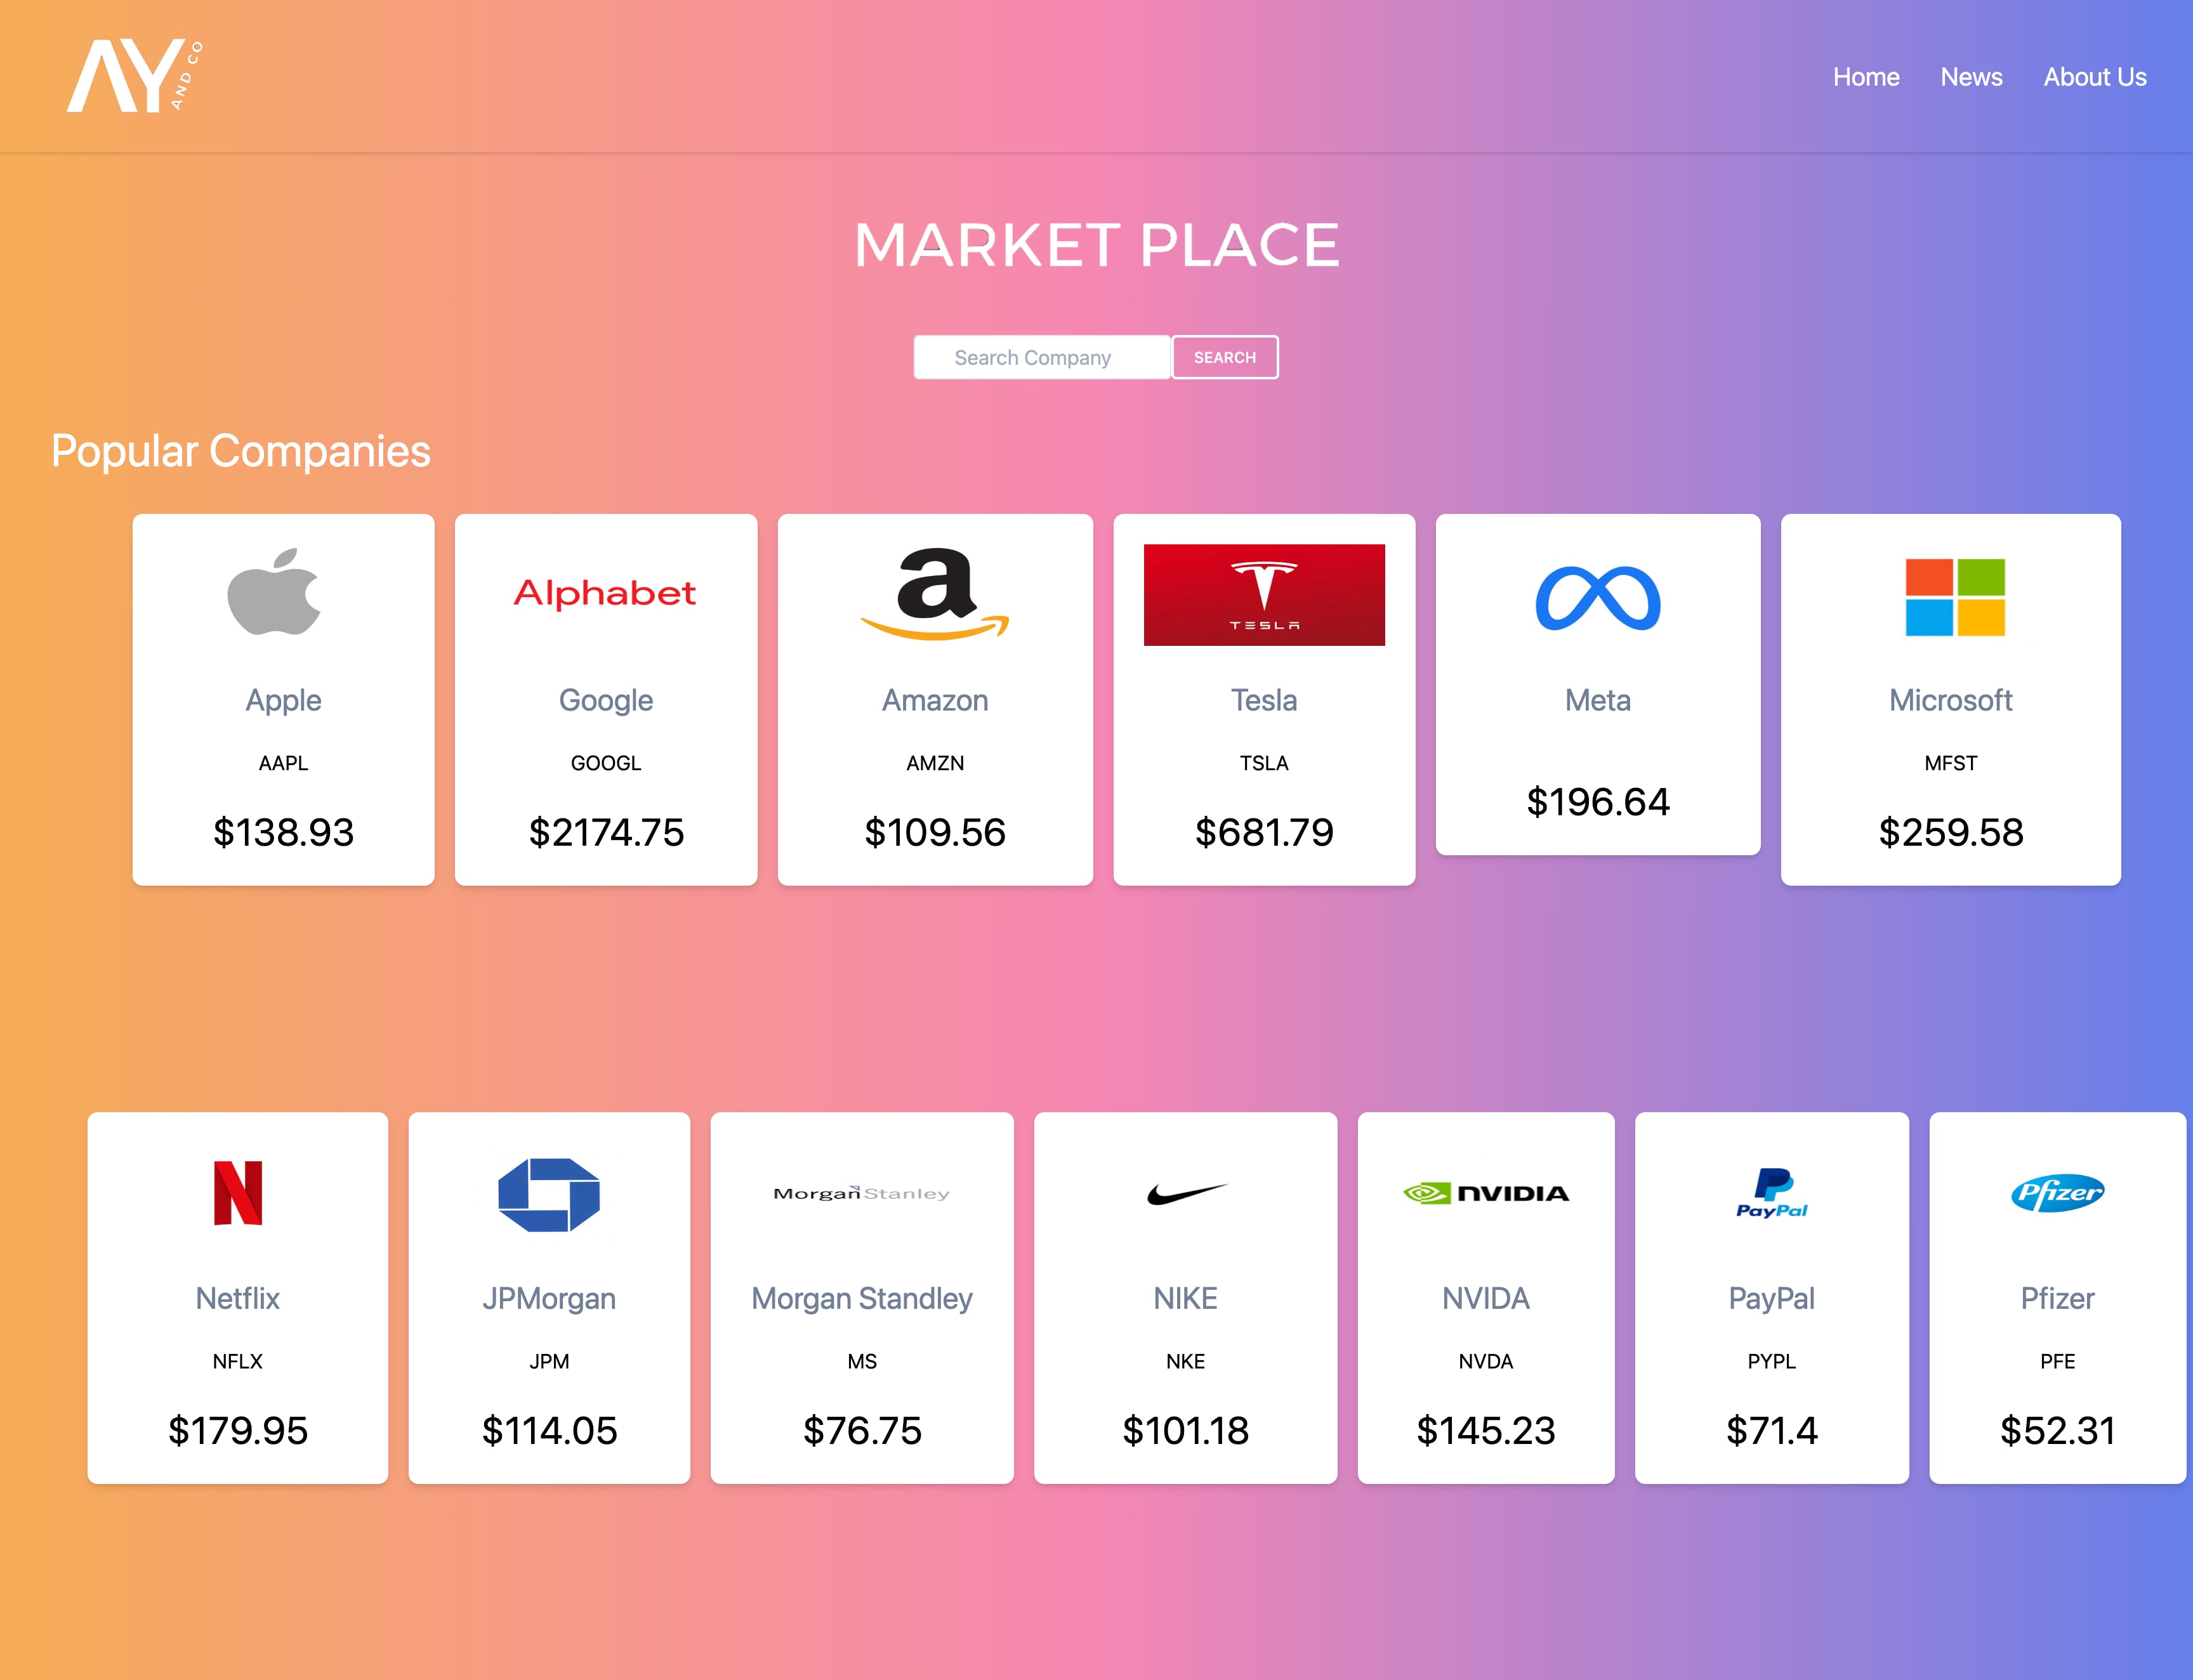 AY AND CO
Home News About Us
MARKET PLACE
Search Company SEARCH
Popular Companies
Alphabet
a
TESLA
Apple Google Amazon Tesla Meta Microsoft
AAPL GOOGL AMZN TSLA MFST
$138.93 $2174.75 $109.56 $681.79 $196.64 $259.58
N
MorganStanley
NVIDIA
P
PayPal
Pfizer
Netflix JPMorgan Morgan Standley NIKE NVIDA PayPal Pfizer
NFLX JPM MS NKE NVDA PYPL PFE
$179.95 $114.05 $76.75 $101.18 $145.23 $71.4 $52.31